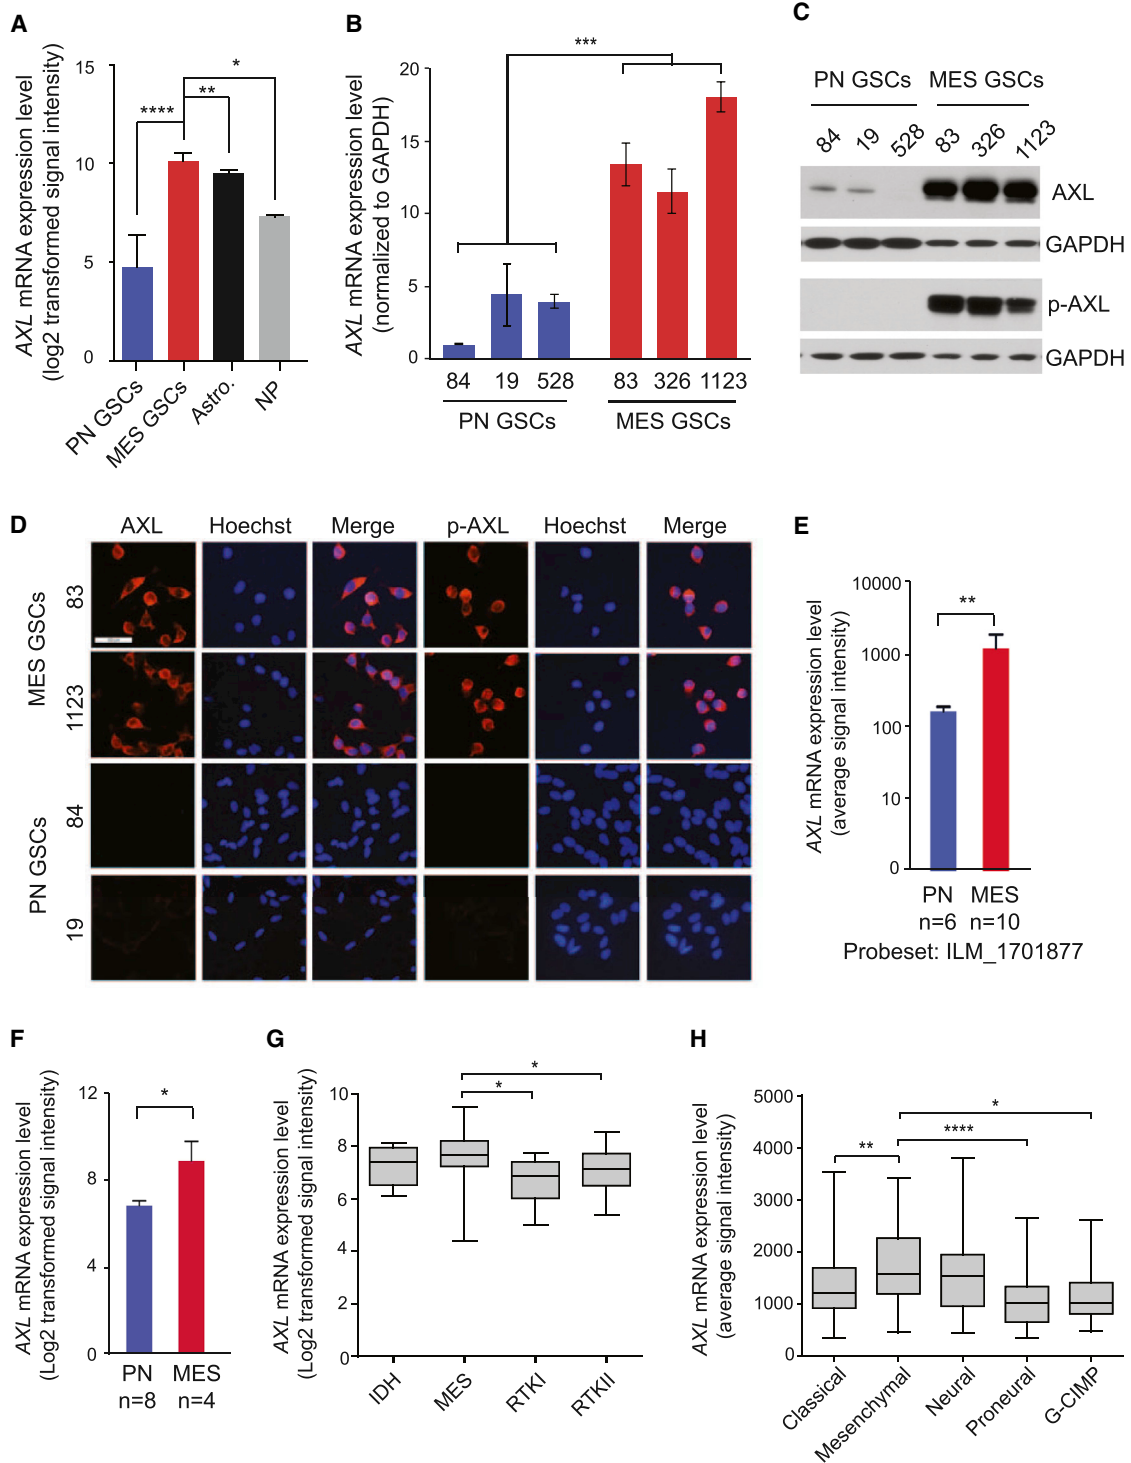 A
AXL mRNA expression level
(log2 transformed signal intensity)
15
10
5
0
****
**
*
PN GSCs
MES GSCs
Astro.
NP
B
AXL mRNA expression level
(normalized to GAPDH)
20
15
10
5
0
***
84 19 528 83 326 1123
PN GSCs MES GSCs
C
PN GSCs MES GSCs
84 19 528 83 326 1123
AXL
GAPDH
p-AXL
GAPDH
D
AXL Hoechst Merge p-AXL Hoechst Merge
MES GSCs
83
1123
PN GSCs
84
19
E
AXL mRNA expression level
(average signal intensity)
10000
1000
100
10
0
**
PN MES
n=6 n=10
Probeset: ILM_1701877
F
AXL mRNA expression level
(Log2 transformed signal intensity)
12
8
4
0
*
PN MES
n=8 n=4
G
AXL mRNA expression level
(Log2 transformed signal intensity)
10
8
6
4
2
0
*
*
IDH
MES
RTKI
RTKII
H
AXL mRNA expression level
(average signal intensity)
5000
4000
3000
2000
1000
0
*
****
**
Classical
Mesenchymal
Neural
Proneural
G-CIMP